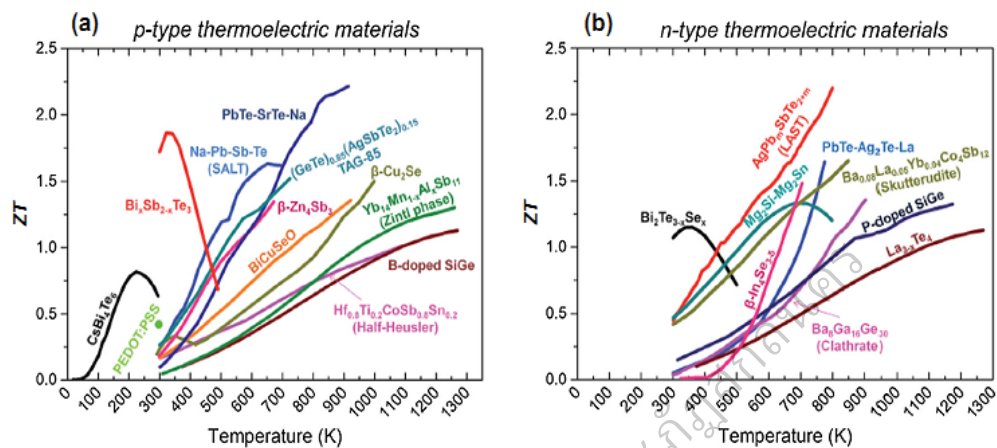 (a)
p-type thermoelectric materials
2.5
2.0
1.5
1.0
0.5
0.0
ZT
PbTe-SrTe-Na
Na-Pb-Sb-Te
(SALT)
(GeTe)₀.₈₅(AgSbTe₂)₀.₁₅
TAG-85
BiₓSb₂₋ₓTe₃
β-Zn₄Sb₃
β-Cu₂Se
Yb₁₄Mn₁₋ₓAlₓSb₁₁
(Zintl phase)
BiCuSeO
B-doped SiGe
CsBi₄Te₆
PEDOT:PSS
Hf₀.₈Ti₀.₂CoSb₀.₈Sn₀.₂
(Half-Heusler)
0 100 200 300 400 500 600 700 800 900 1000 1100 1200 1300
Temperature (K)
(b)
n-type thermoelectric materials
2.5
2.0
1.5
1.0
0.5
0.0
ZT
AgPbₘSbTe₂₊ₘ
(LAST)
PbTe-Ag₂Te-La
Ba₀.₀₈La₀.₀₅Yb₀.₀₄Co₄Sb₁₂
(Skutterudite)
Mg₂Si-Mg₂Sn
Bi₂Te₃₋ₓSeₓ
P-doped SiGe
La₃₋ₓTe₄
β-In₄Se₃₋δ
Ba₈Ga₁₆Ge₃₀
(Clathrate)
0 100 200 300 400 500 600 700 800 900 1000 1100 1200 1300
Temperature (K)